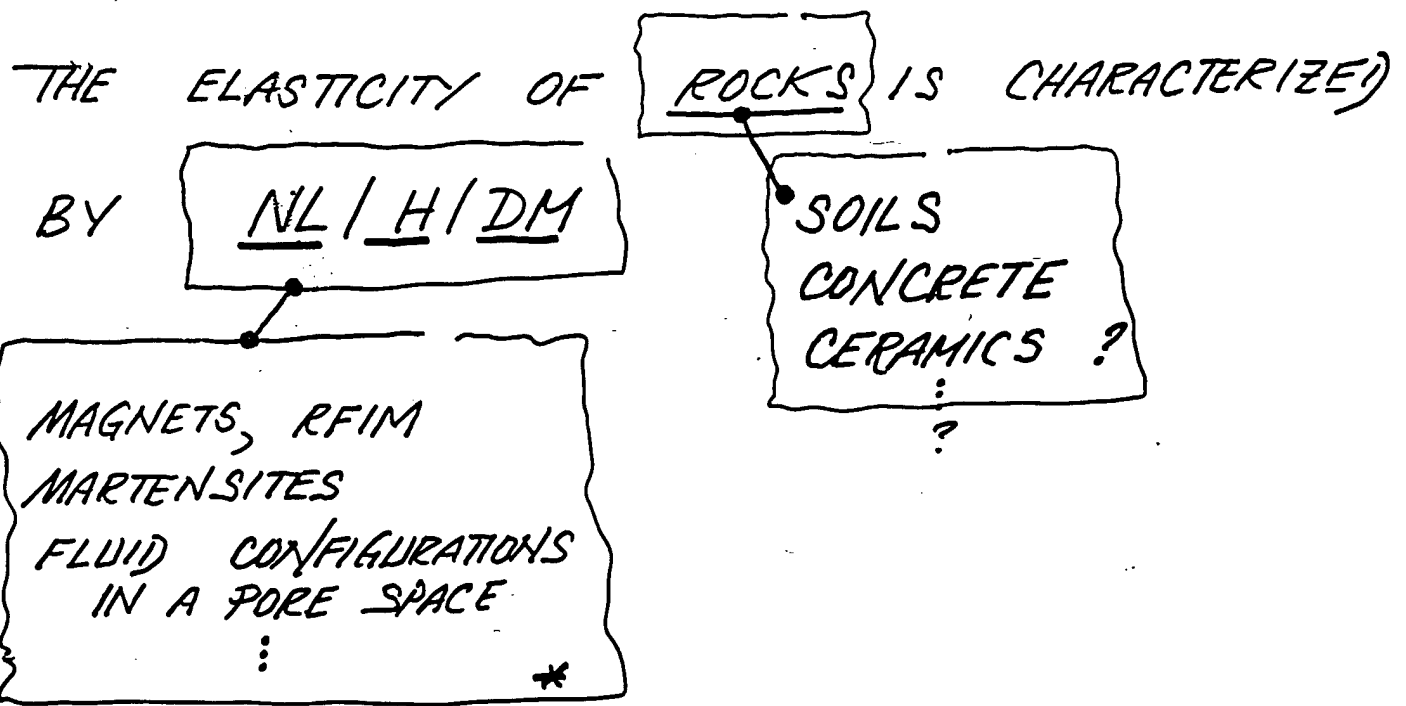 THE ELASTICITY OF ROCKS IS CHARACTERIZED
BY NL / H / DM
SOILS
CONCRETE
CERAMICS ?
⋮
?
MAGNETS, RFIM
MARTENSITES
FLUID CONFIGURATIONS
IN A PORE SPACE
⋮
*